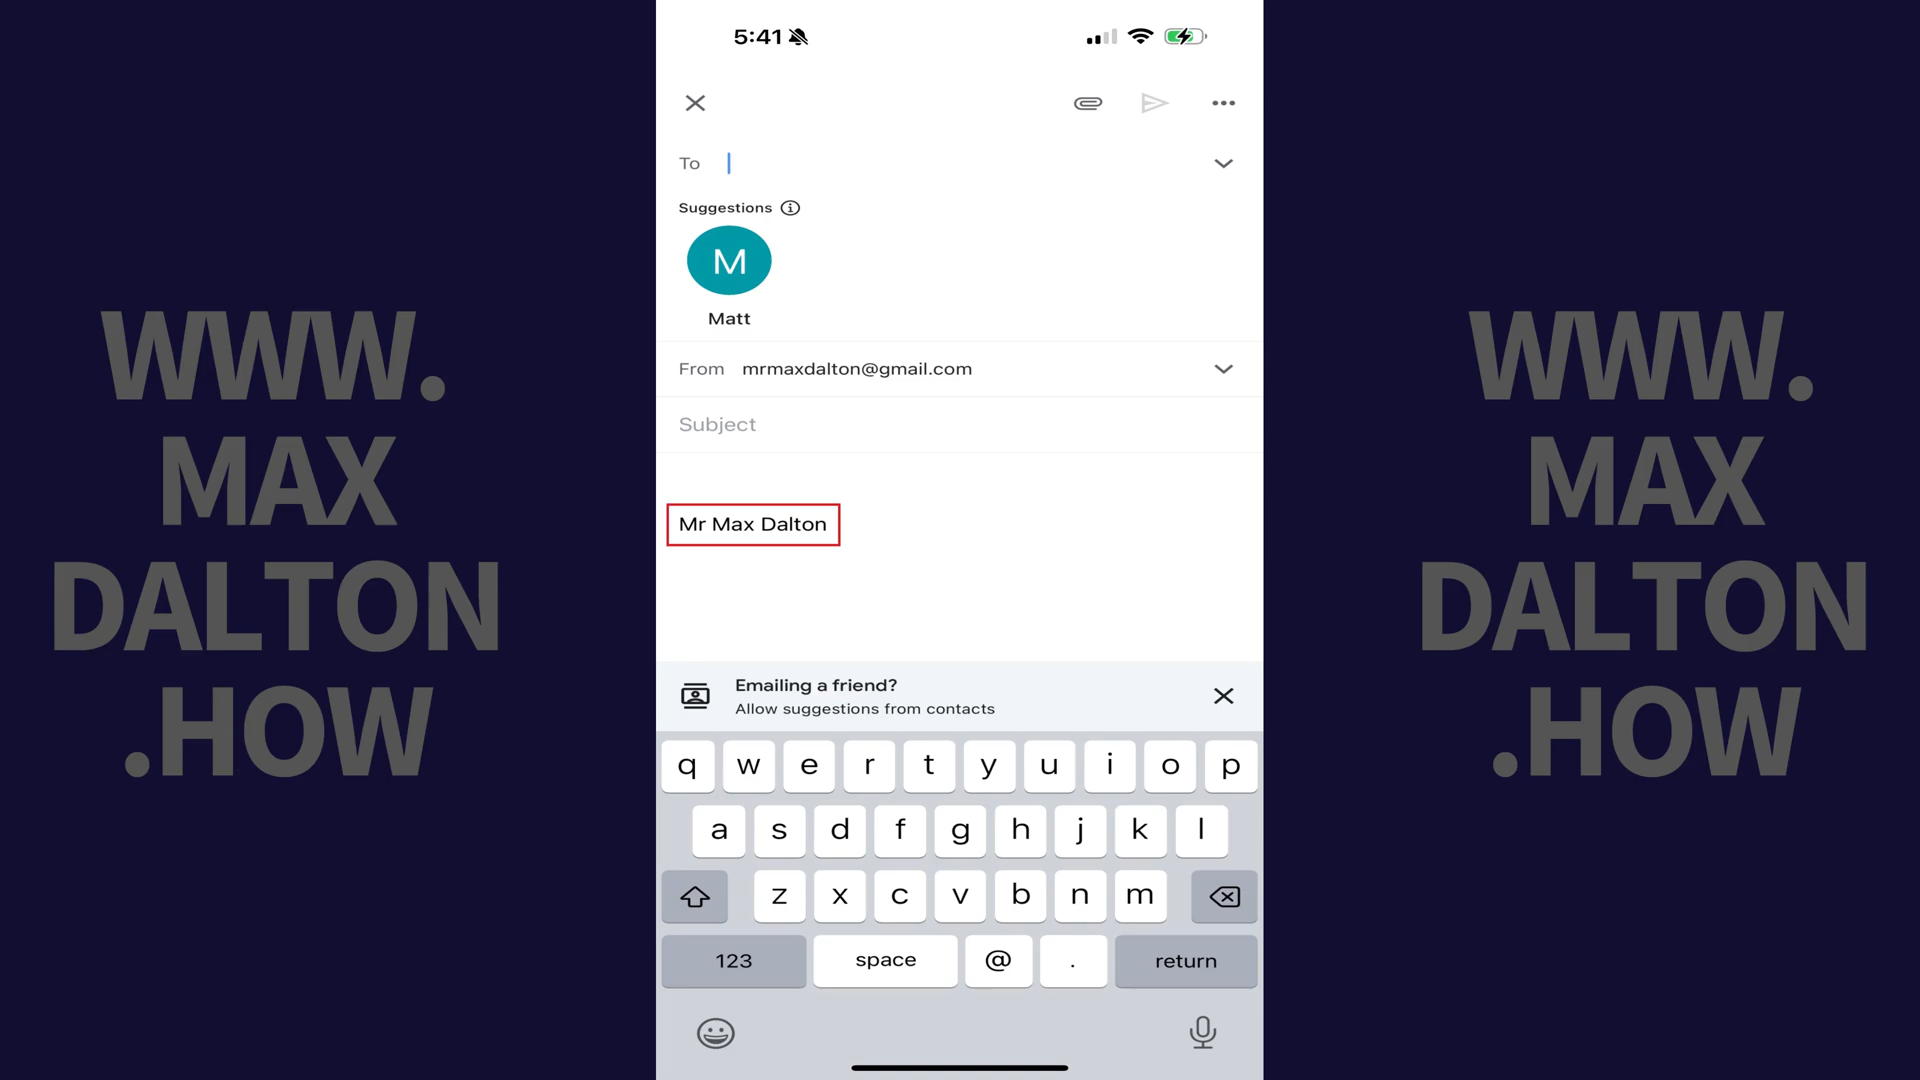 WWW.
MAX
DALTON
.HOW
5:41
To
Suggestions
M
Matt
From mrmaxdalton@gmail.com
Subject
Mr Max Dalton
Emailing a friend?
Allow suggestions from contacts
q w e r t y u i o p
a s d f g h j k l
z x c v b n m
123 space @ . return
WWW.
MAX
DALTON
.HOW